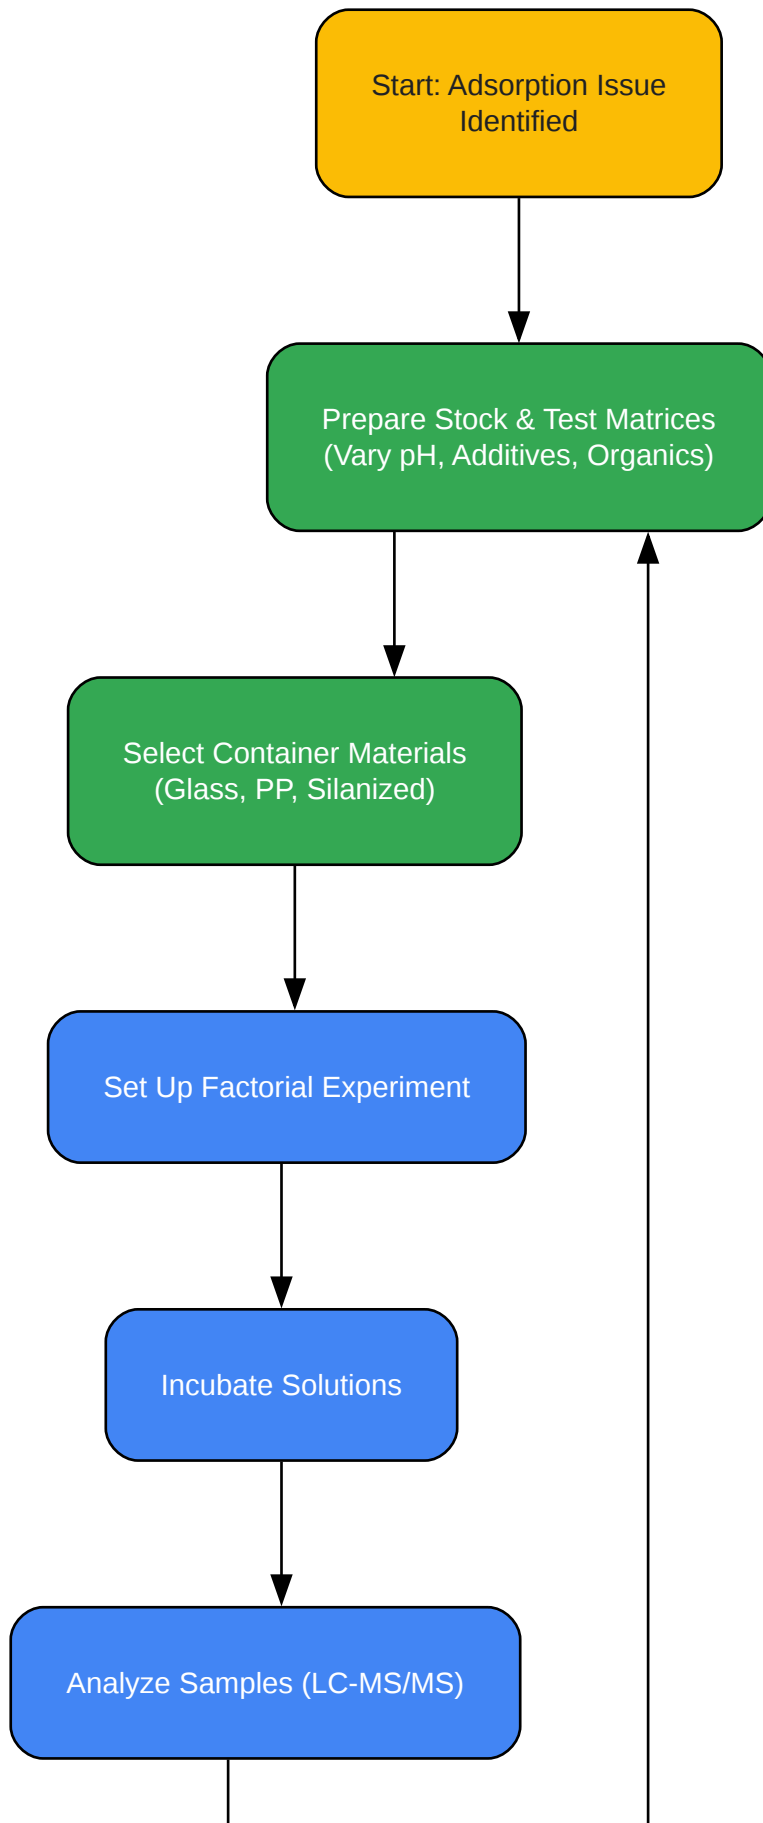 Start: Adsorption Issue
Identified
Prepare Stock & Test Matrices
(Vary pH, Additives, Organics)
Select Container Materials
(Glass, PP, Silanized)
Set Up Factorial Experiment
Incubate Solutions
Analyze Samples (LC-MS/MS)